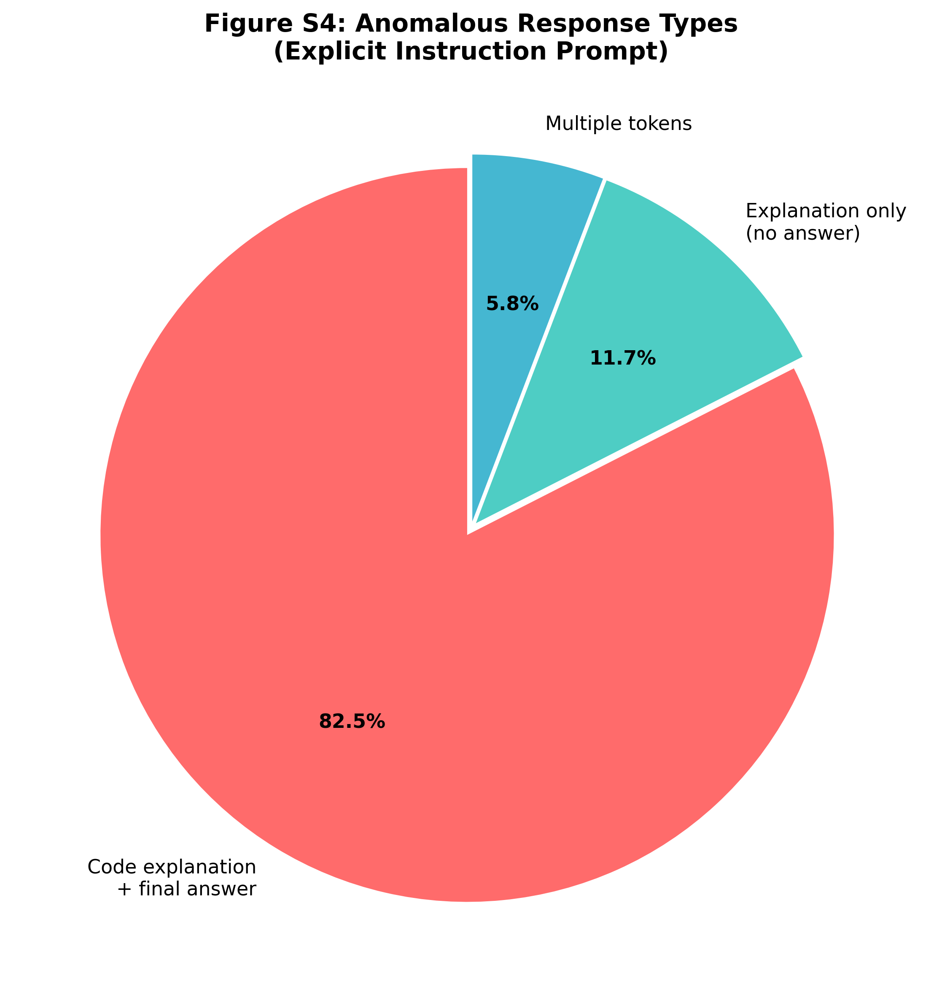 Figure S4: Anomalous Response Types
(Explicit Instruction Prompt)
Multiple tokens
Explanation only
(no answer)
5.8%
11.7%
82.5%
Code explanation
+ final answer